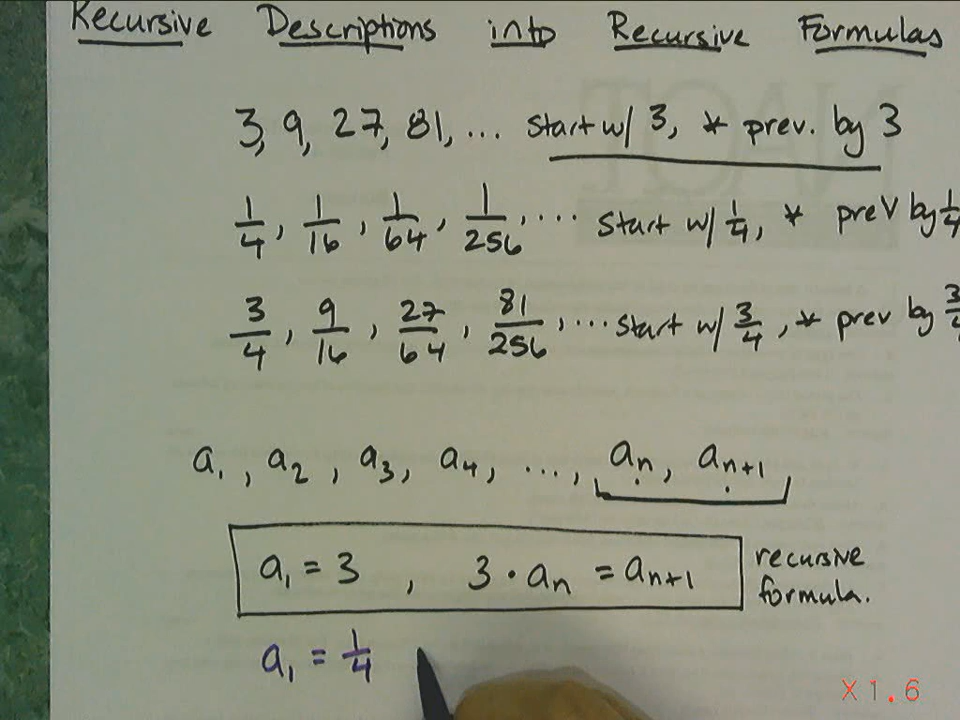 Recursive Descriptions into Recursive Formulas
3, 9, 27, 81, ... Start w/ 3, * prev. by 3
1/4, 1/16, 1/64, 1/256, ... Start w/ 1/4, * prev by 1/4
3/4, 9/16, 27/64, 81/256, ... Start w/ 3/4, * prev by 3/4
a₁, a₂, a₃, a₄, ..., aₙ, aₙ₊₁
a₁ = 3, 3 · aₙ = aₙ₊₁ recursive formula.
a₁ = 1/4
X1.6